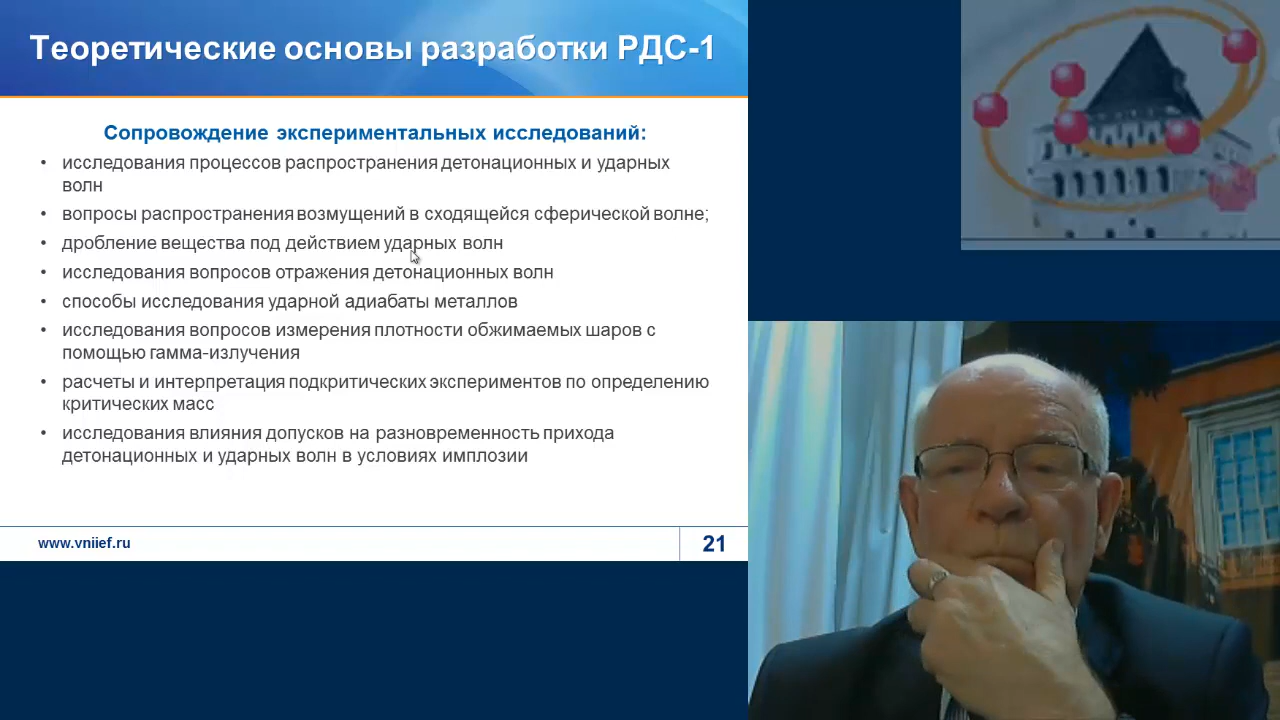 Теоретические основы разработки РДС-1
Сопровождение экспериментальных исследований:
• исследования процессов распространения детонационных и ударных
волн
• вопросы распространения возмущений в сходящейся сферической волне;
• дробление вещества под действием ударных волн
• исследования вопросов отражения детонационных волн
• способы исследования ударной адиабаты металлов
• исследования вопросов измерения плотности обжимаемых шаров с
помощью гамма-излучения
• расчеты и интерпретация подкритических экспериментов по определению
критических масс
• исследования влияния допусков на разновременность прихода
детонационных и ударных волн в условиях имплозии
www.vniief.ru
21